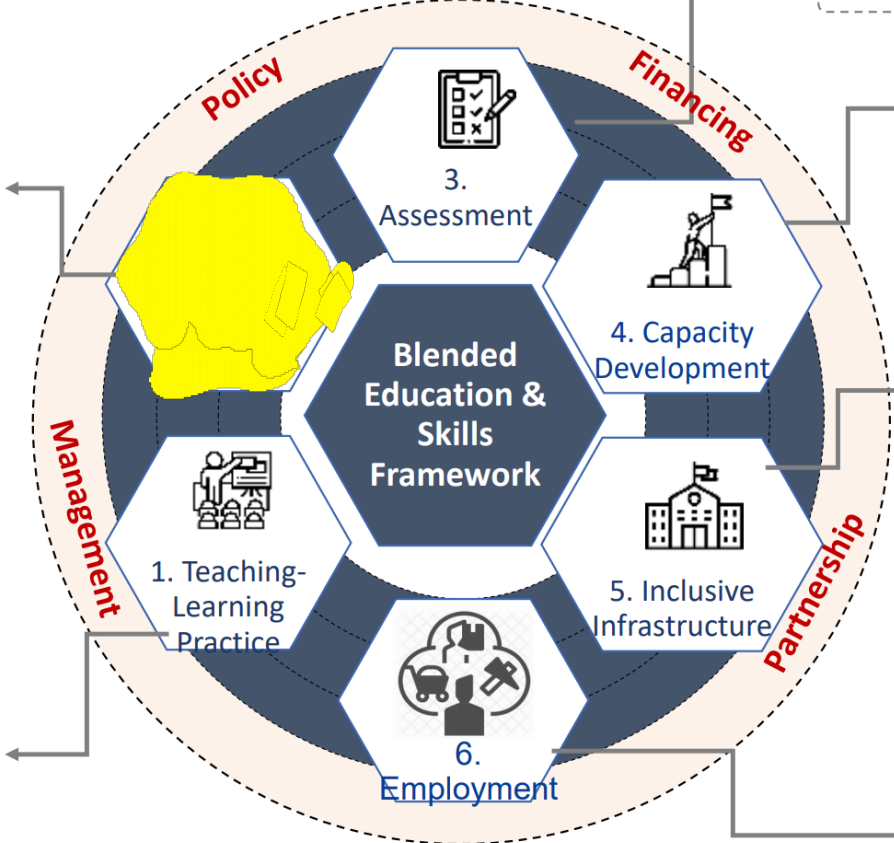 Policy
Financing
3.
Assessment
4. Capacity
Development
Blended
Education &
Skills
Framework
Management
1. Teaching-
Learning
Practice
5. Inclusive
Infrastructure
Partnership
6.
Employment